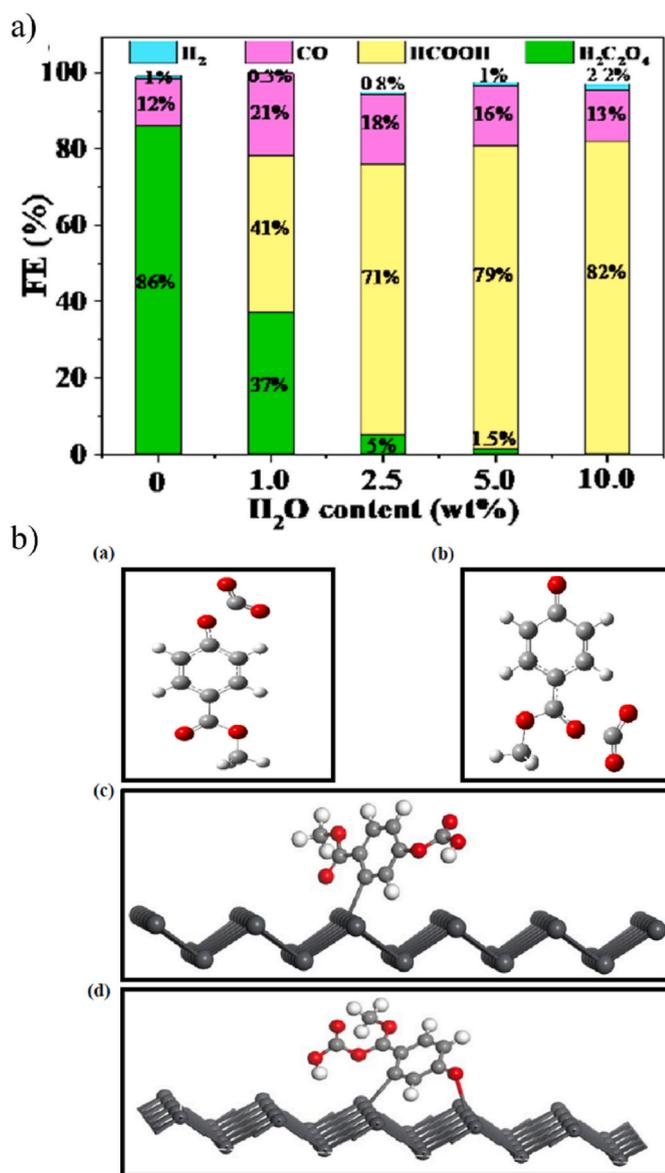 a)
H₂ CO HCOOH H₂C₂O₄
FE (%)
100
80
60
40
20
0
1% 0.3% 0.8% 1% 2.2%
12% 21% 18% 16% 13%
41% 71% 79% 82%
86% 37% 5% 1.5%
0 1.0 2.5 5.0 10.0
H₂O content (wt%)
b)
(a) (b)
(c)
(d)